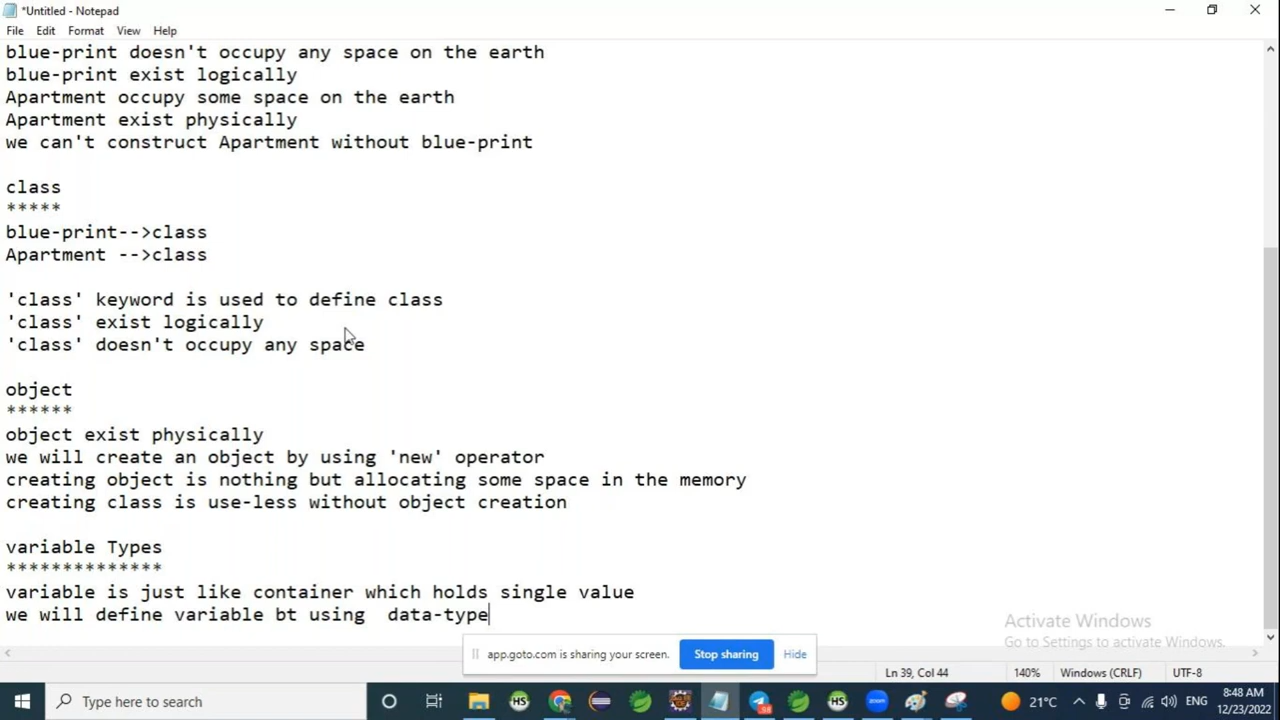 *Untitled - Notepad
File Edit Format View Help
blue-print doesn't occupy any space on the earth
blue-print exist logically
Apartment occupy some space on the earth
Apartment exist physically
we can't construct Apartment without blue-print
class
*****
blue-print-->class
Apartment -->class
'class' keyword is used to define class
'class' exist logically
'class' doesn't occupy any space
object
******
object exist physically
we will create an object by using 'new' operator
creating object is nothing but allocating some space in the memory
creating class is use-less without object creation
variable Types
**************
variable is just like container which holds single value
we will define variable bt using  data-type
Activate Windows
Go to Settings to activate Windows.
app.goto.com is sharing your screen. Stop sharing Hide
Ln 39, Col 44 140% Windows (CRLF) UTF-8
Type here to search HS HS zoom 21°C ENG 8:48 AM
12/23/2022